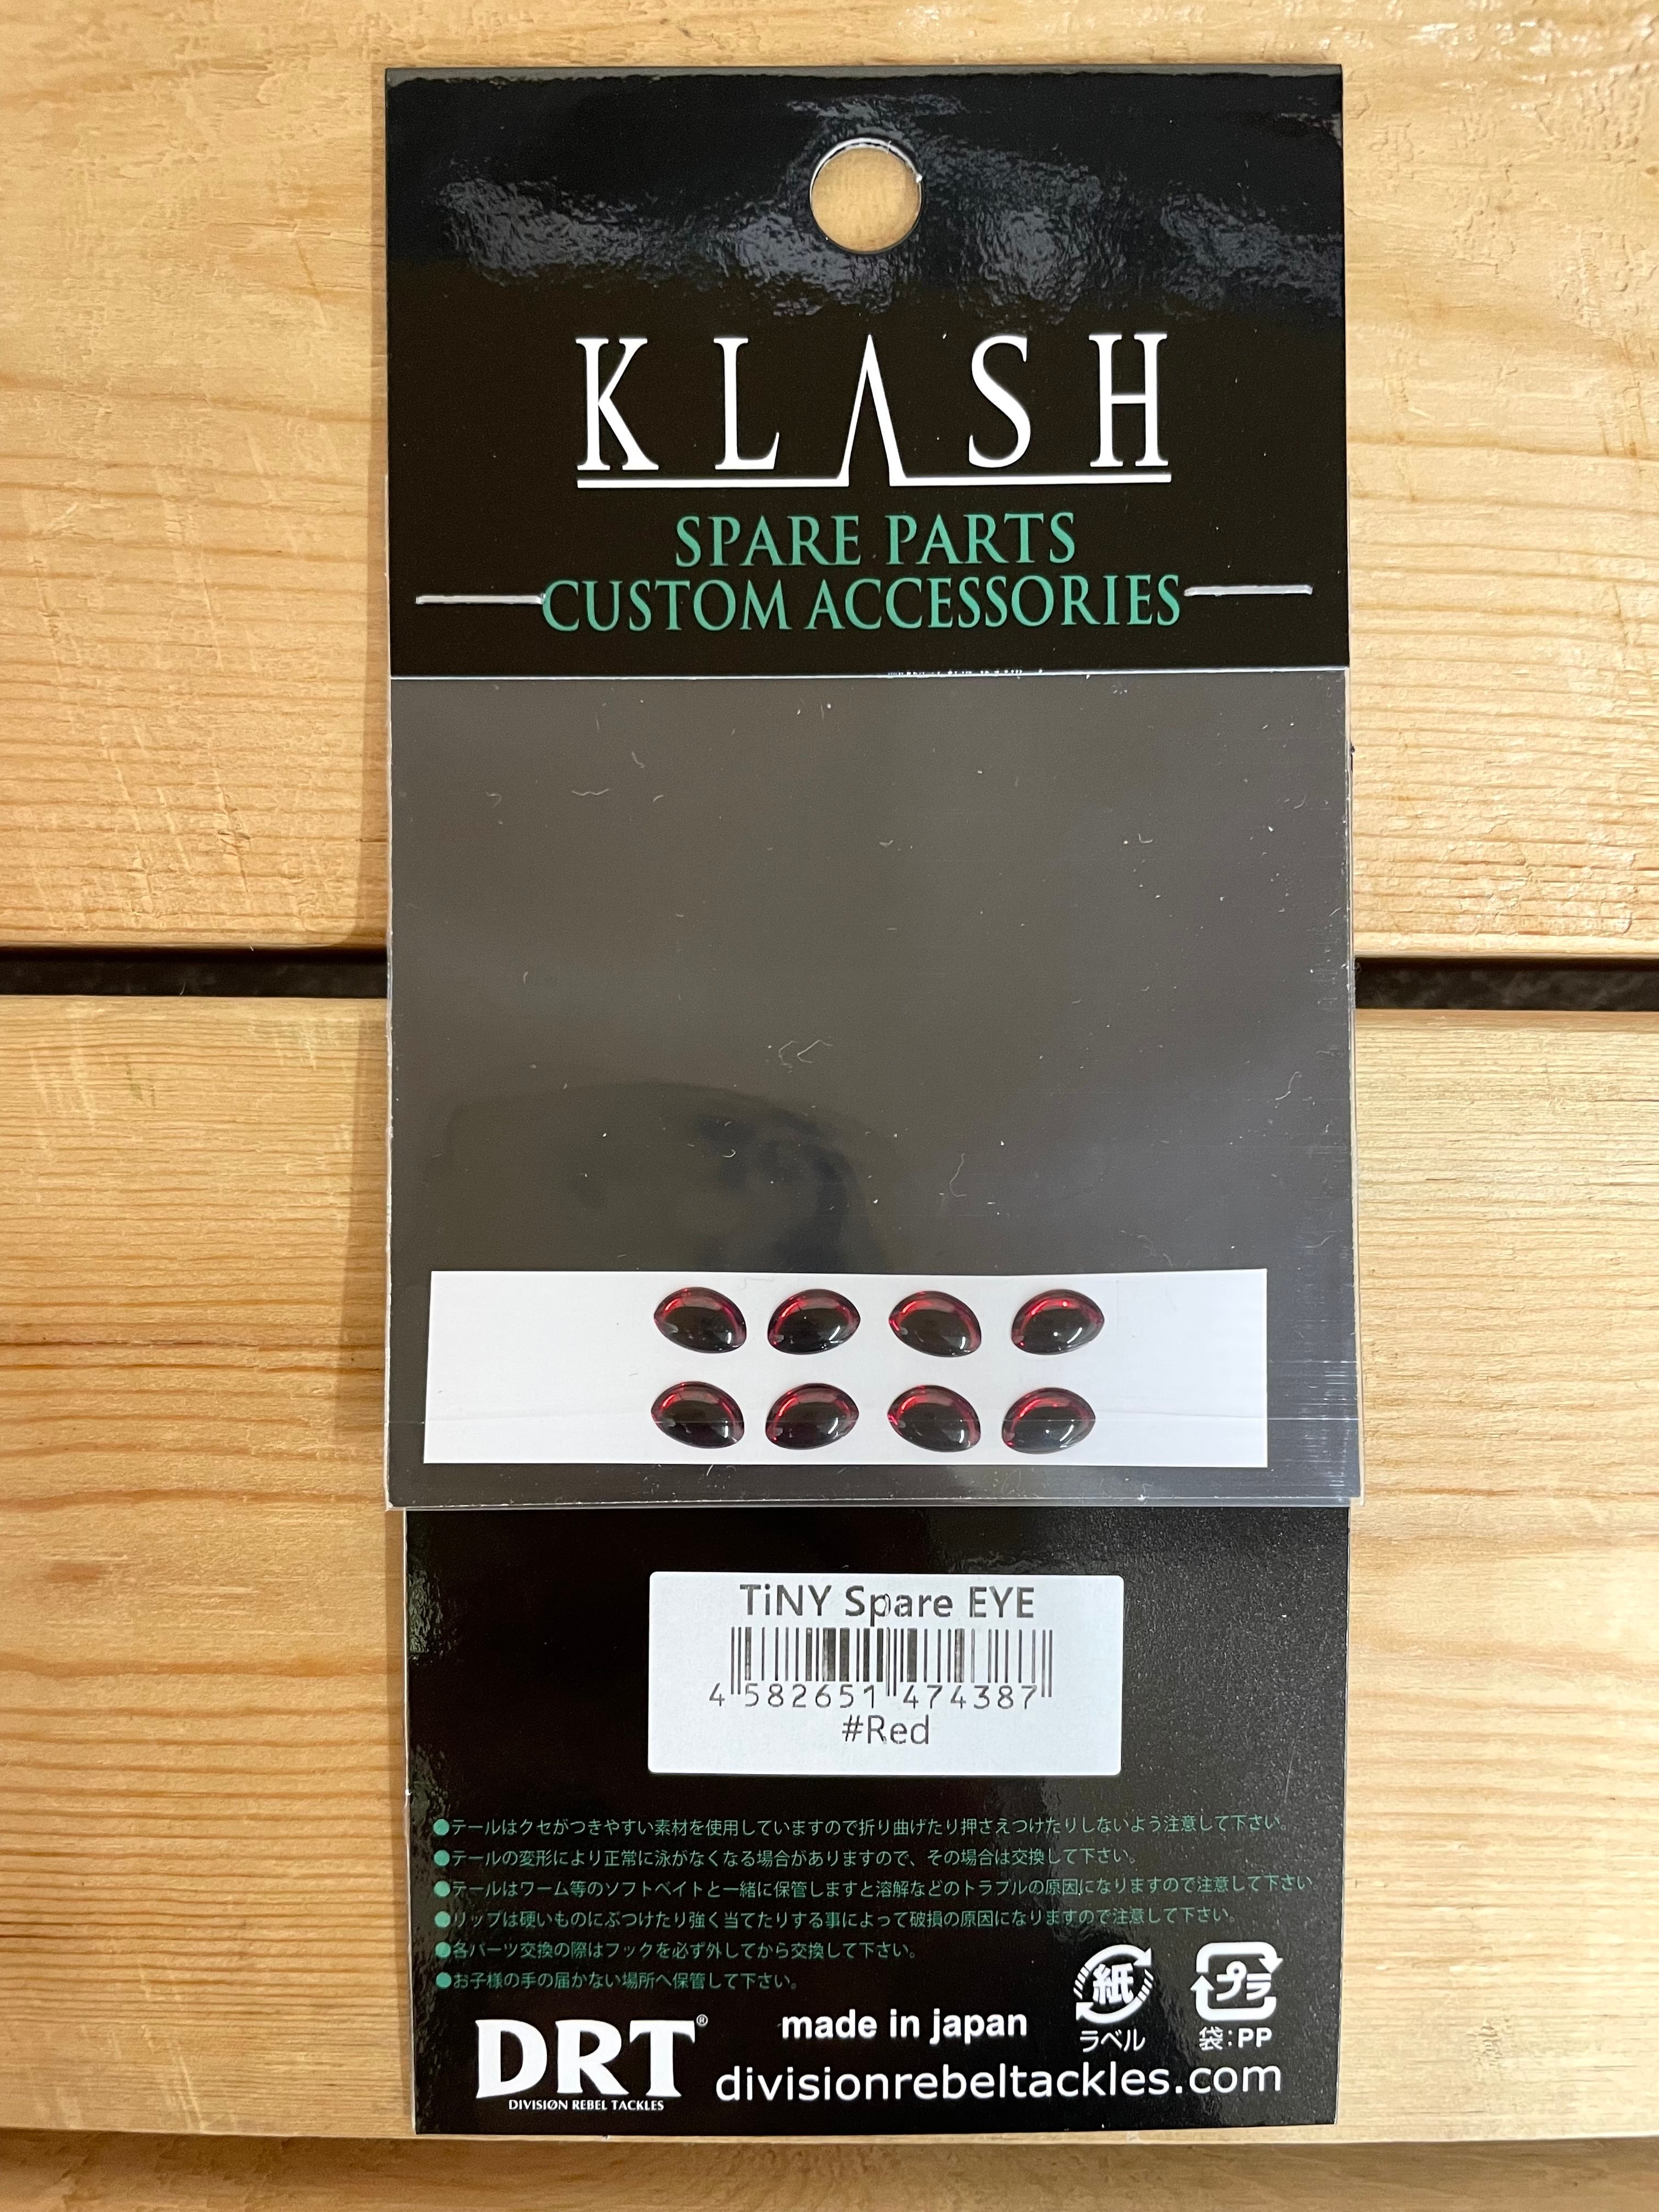 KLASH
SPARE PARTS
CUSTOM ACCESSORIES
TiNY Spare EYE
4 582651 474387
#Red
●テールはクセがつきやすい素材を使用していますので折り曲げたり押さえつけたりしないよう注意して下さい。
●テールの変形により正常に泳がなくなる場合がありますので、その場合は交換して下さい。
●テールはワーム等のソフトベイトと一緒に保管しますと溶解などのトラブルの原因になりますので注意して下さい
●リップは硬いものにぶつけたり強く当てたりする事によって破損の原因になりますので注意して下さい。
●各パーツ交換の際はフックを必ず外してから交換して下さい。
●お子様の手の届かない場所へ保管して下さい。
紙
ラベル
プラ
袋:PP
DRT®
DIVISIØN REBEL TACKLES
made in japan
divisionrebeltackles.com